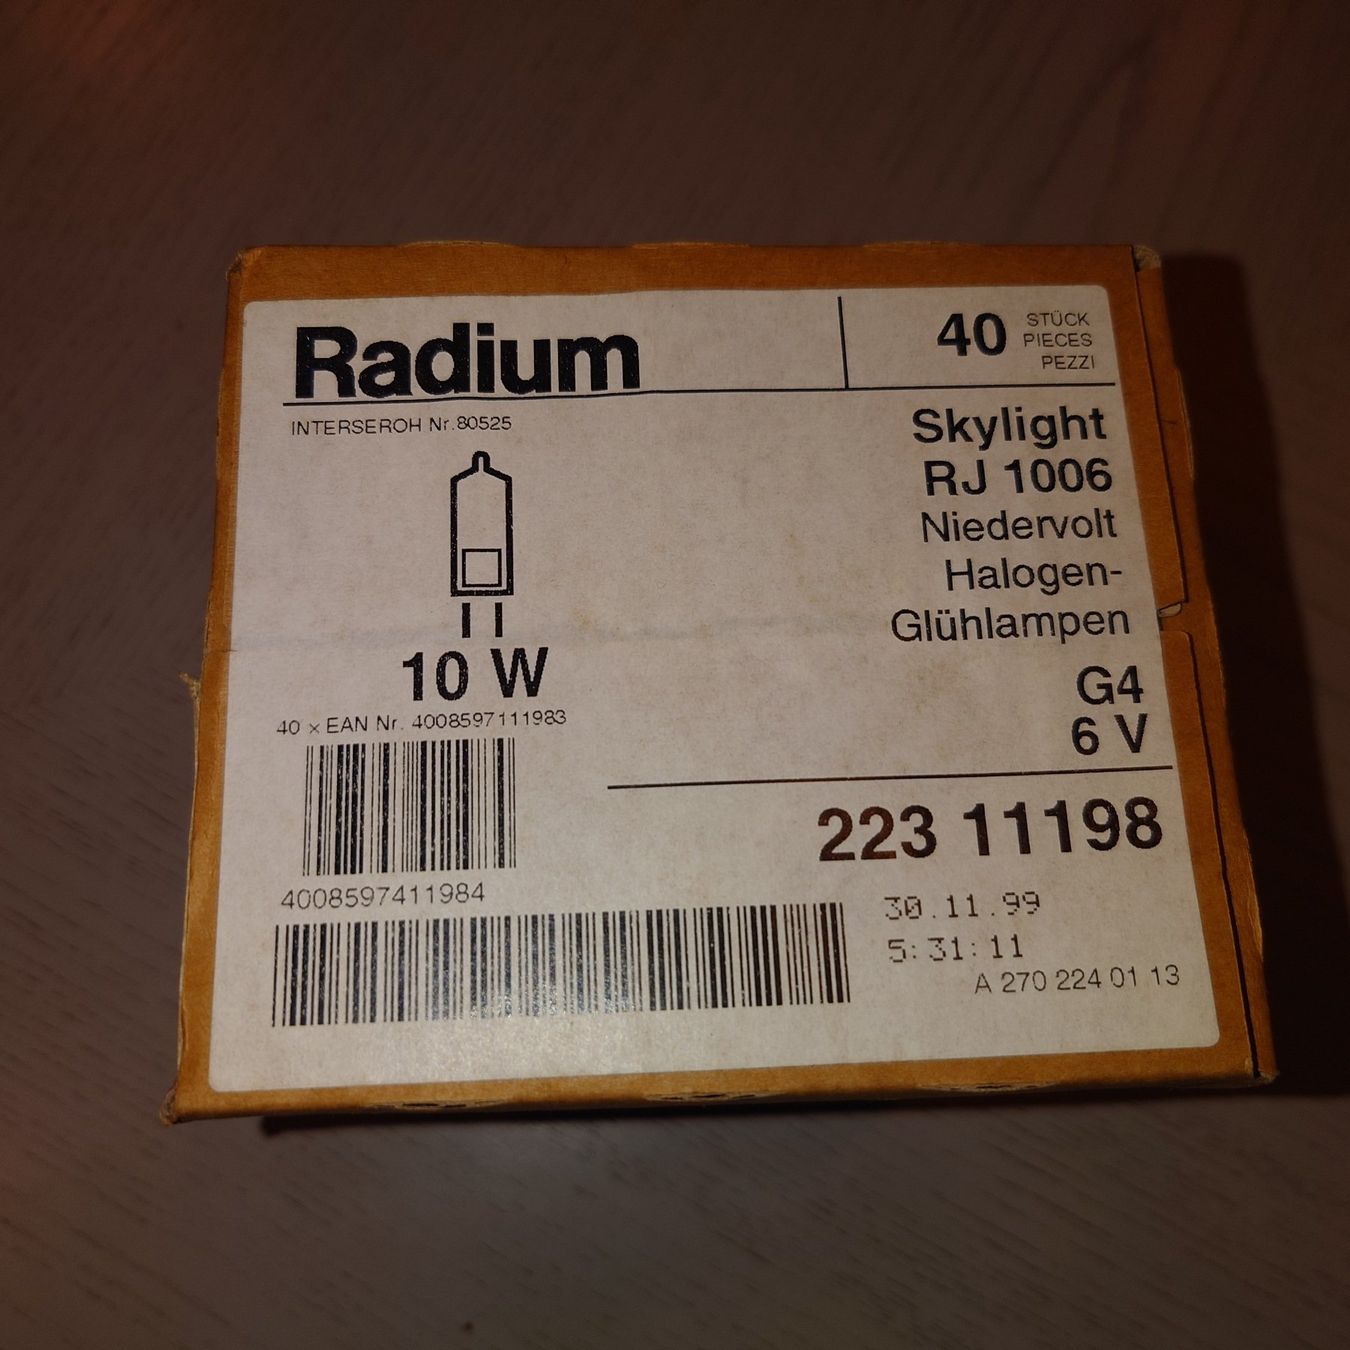 Radium
40 STÜCK
PIECES
PEZZI
INTERSEROH Nr.80525
Skylight
RJ 1006
Niedervolt
Halogen-
Glühlampen
G4
6 V
10 W
40 x EAN Nr. 4008597111983
4008597411984
223 11198
30.11.99
5:31:11
A 270 224 01 13